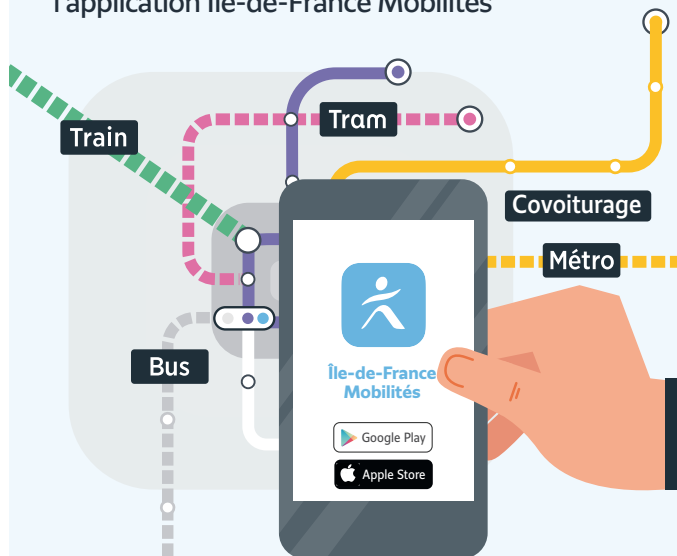 l'application Île-de-France Mobilités
Tram
Train
Covoiturage
Métro
Bus
Île-de-France
Mobilités
Google Play
Apple Store